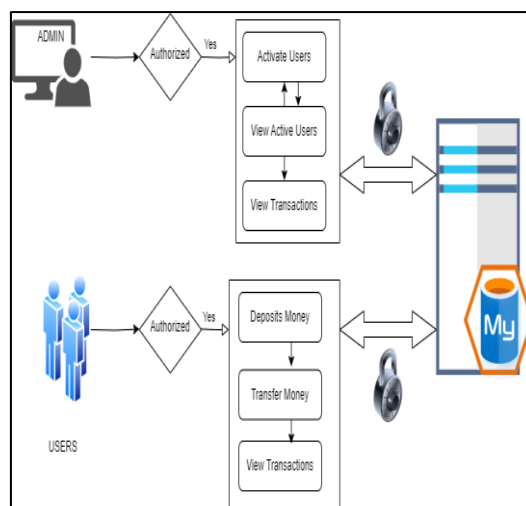 ADMIN
Authorized
Yes
Activate Users
View Active Users
View Transactions
My
Authorized
Yes
Deposits Money
Transfer Money
View Transactions
USERS